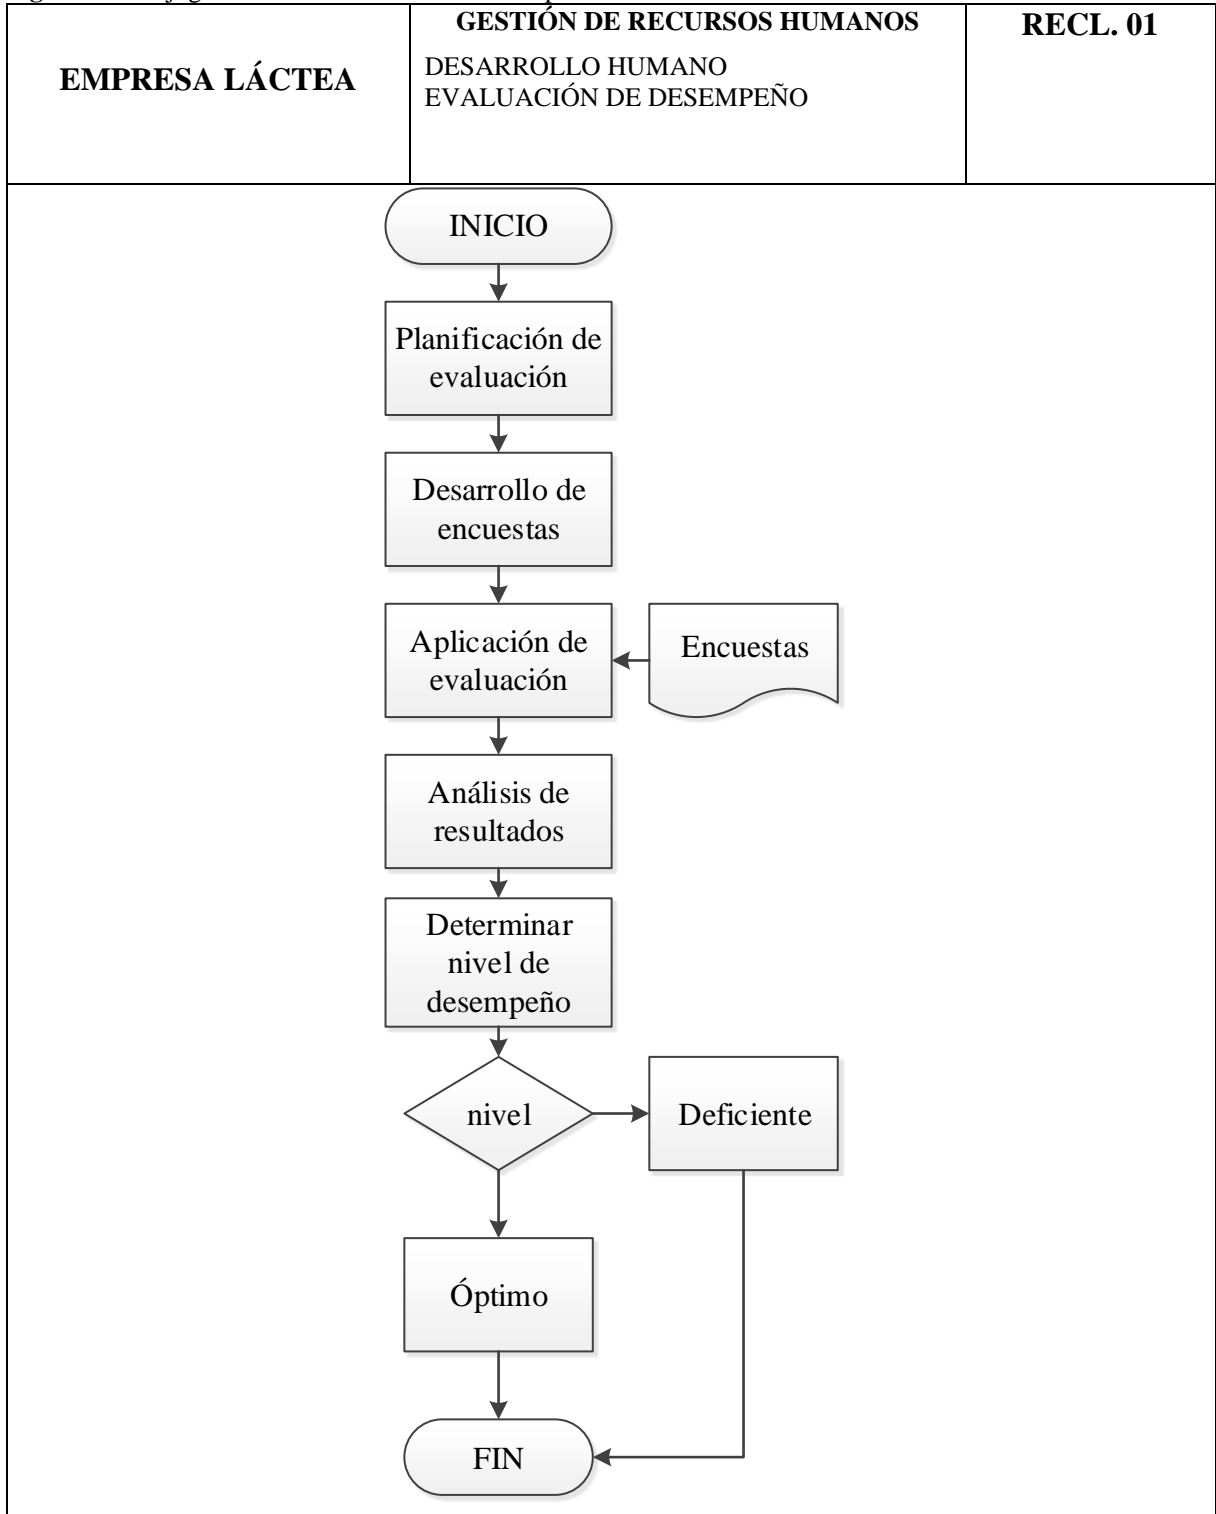 GESTIÓN DE RECURSOS HUMANOS
RECL. 01
EMPRESA LÁCTEA
DESARROLLO HUMANO
EVALUACIÓN DE DESEMPEÑO
INICIO
Planificación de
evaluación
Desarrollo de
encuestas
Aplicación de
evaluación
Encuestas
Análisis de
resultados
Determinar
nivel de
desempeño
nivel
Deficiente
Óptimo
FIN